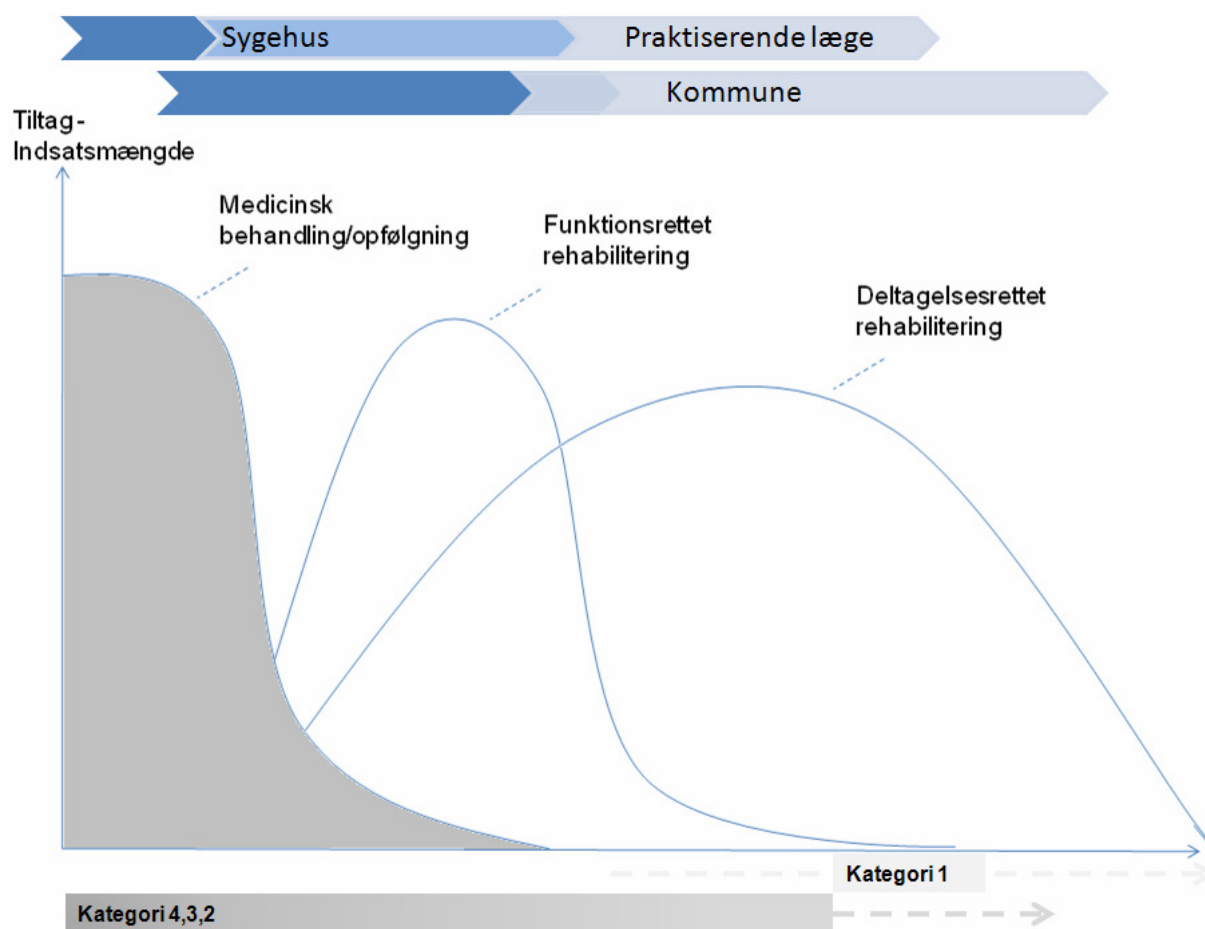 Sygehus
Praktiserende læge
Kommune
Tiltag -
Indsatsmængde
Medicinsk
behandling/opfølgning
Funktionsrettet
rehabilitering
Deltagelsesrettet
rehabilitering
Kategori 1
Kategori 4,3,2